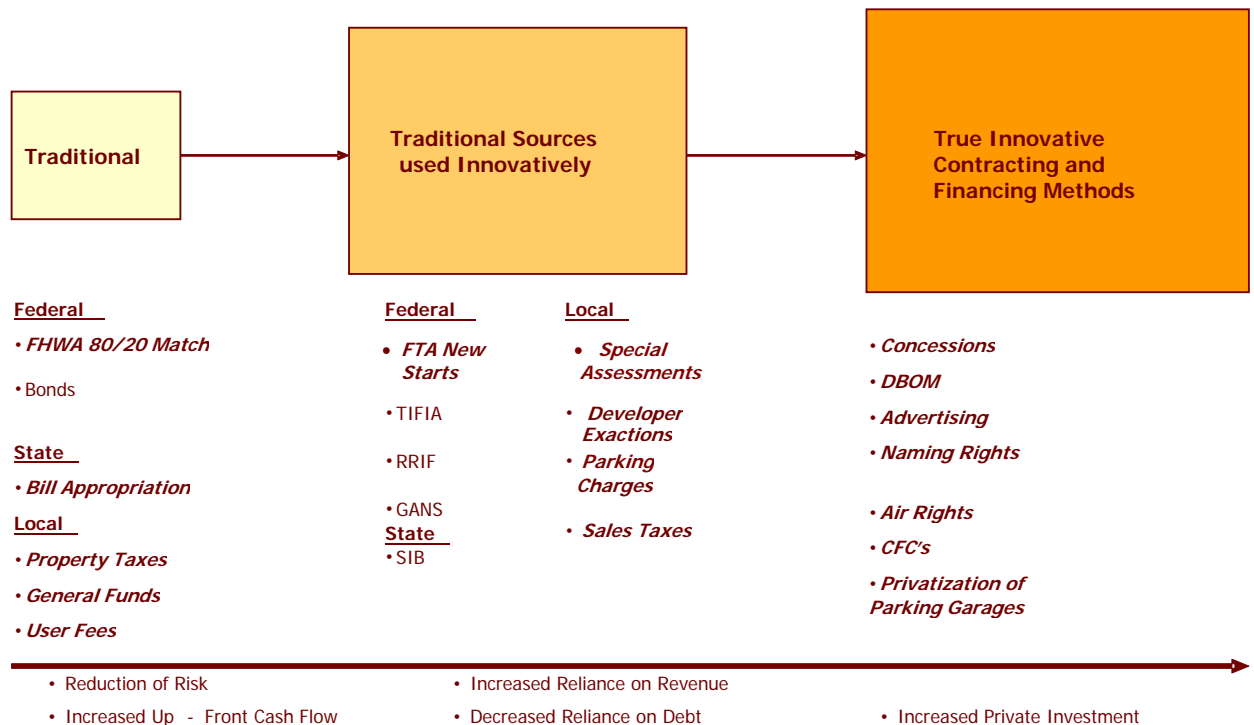 Traditional
Traditional Sources
used Innovatively
True Innovative
Contracting and
Financing Methods
Federal
• FHWA 80/20 Match
• Bonds
State
• Bill Appropriation
Local
• Property Taxes
• General Funds
• User Fees
Federal
• FTA New
Starts
• TIFIA
• RRIF
• GANS
State
• SIB
Local
• Special
Assessments
• Developer
Exactions
• Parking
Charges
• Sales Taxes
• Concessions
• DBOM
• Advertising
• Naming Rights
• Air Rights
• CFC's
• Privatization of
Parking Garages
• Reduction of Risk
• Increased Up - Front Cash Flow
• Increased Reliance on Revenue
• Decreased Reliance on Debt
• Increased Private Investment